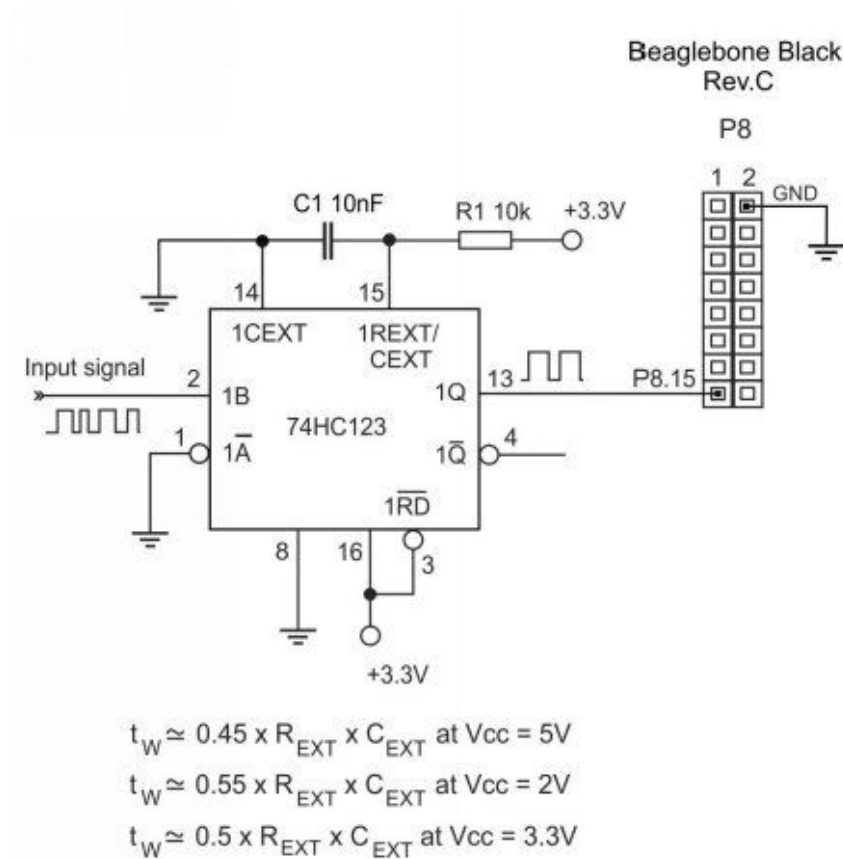 Beaglebone Black
Rev.C
P8
1 2
GND
C1 10nF
R1 10k
+3.3V
14
15
1CEXT
1REXT/
CEXT
Input signal
2
1B
1Q
13
P8.15
74HC123
1
1A̅
1Q̅
4
1R̅D̅
8
16
3
+3.3V
tW ≃ 0.45 x REXT x CEXT at Vcc = 5V
tW ≃ 0.55 x REXT x CEXT at Vcc = 2V
tW ≃ 0.5 x REXT x CEXT at Vcc = 3.3V